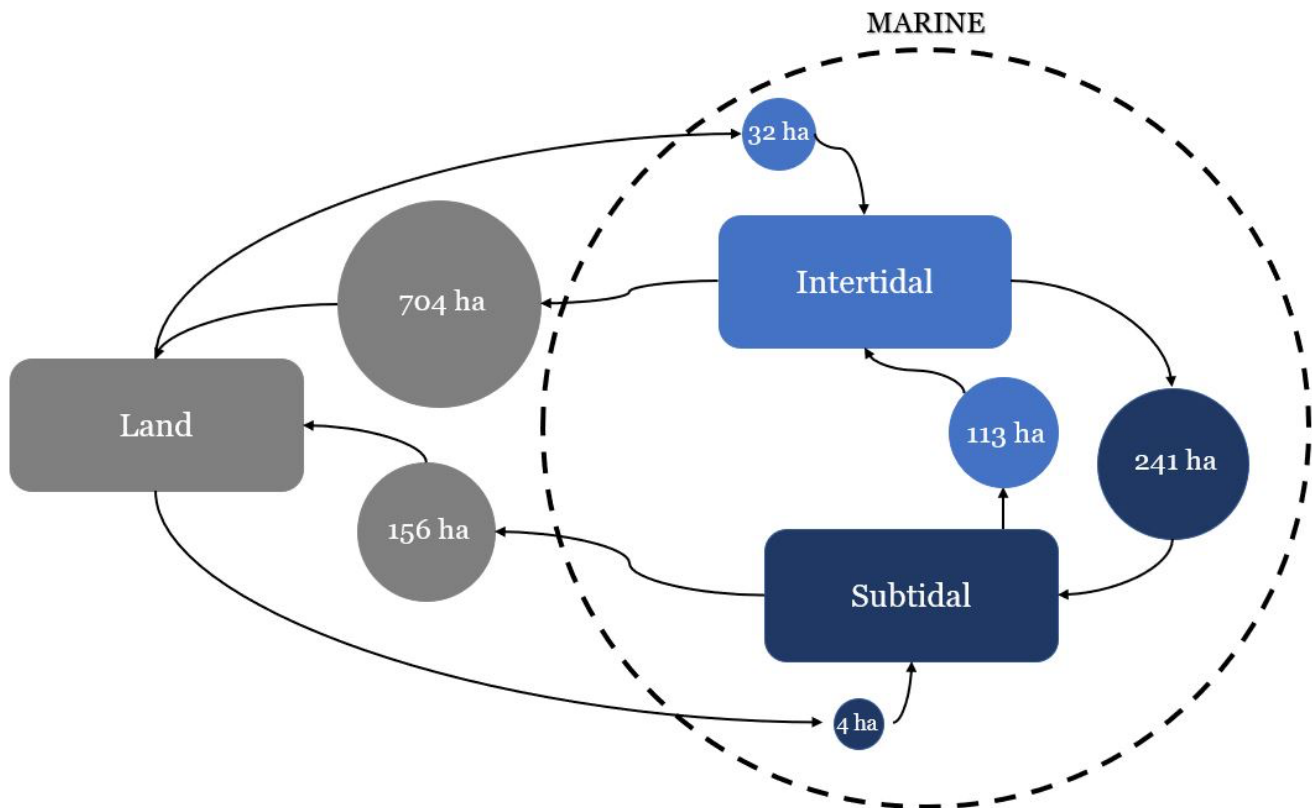 MARINE
32 ha
Intertidal
704 ha
Land
113 ha
241 ha
156 ha
Subtidal
4 ha